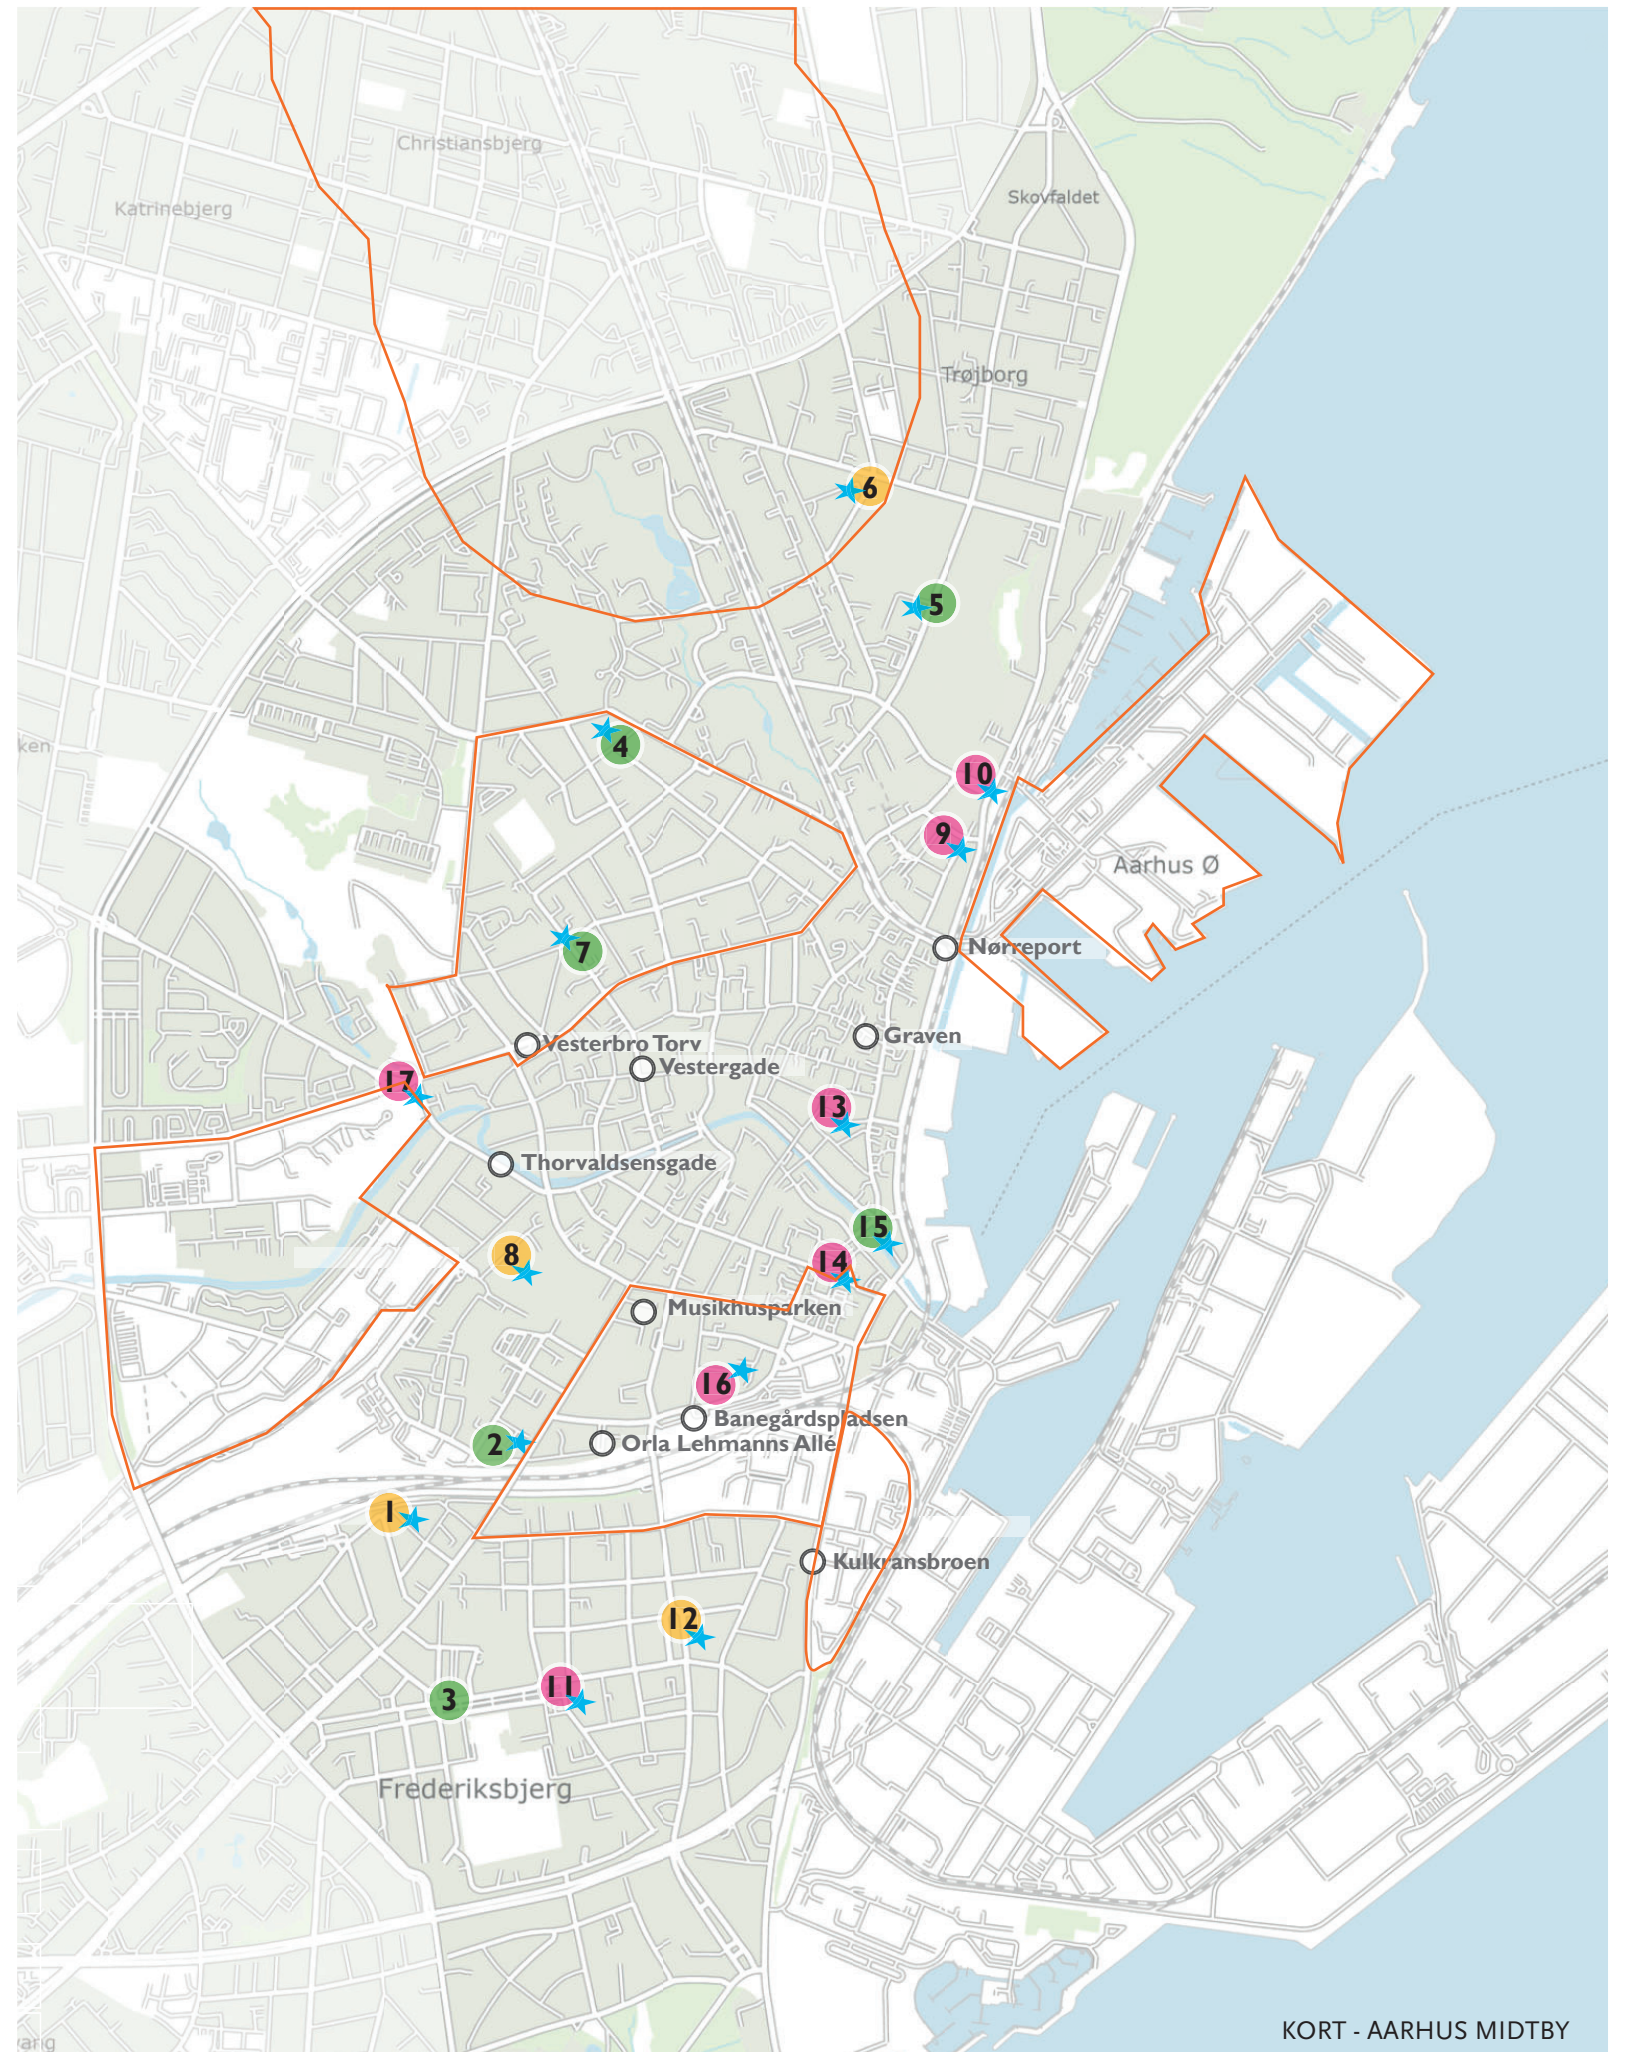 Christiansbjerg
Skovfaldet
Katrinebjerg
Trøjborg
6
5
4
ken
10
9
Aarhus Ø
7
Nørreport
Graven
Vesterbro Torv
Vestergade
17
13
Thorvaldsensgade
15
8
14
Musikhusparken
16
Banegårdspladsen
2
Orla Lehmanns Allé
1
Kulkransbroen
12
11
3
Frederiksbjerg
KORT - AARHUS MIDTBY